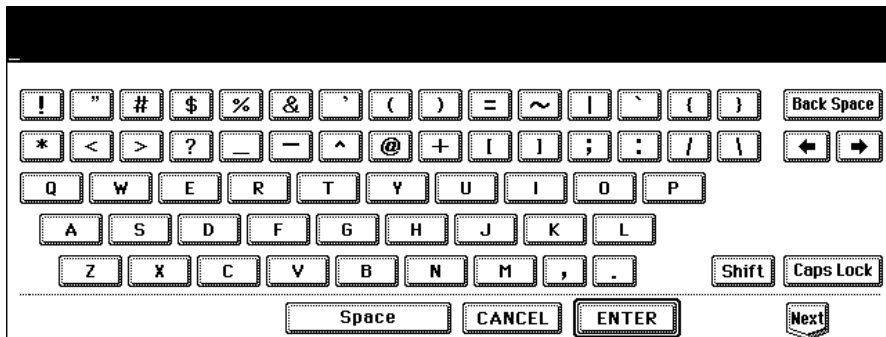 _
! " # $ % & ' ( ) = ~ | ` { } Back Space
* < > ? _ - ^ @ + [ ] ; : / \ ← →
Q W E R T Y U I O P
A S D F G H J K L
Z X C V B N M , . Shift Caps Lock
Space CANCEL ENTER Next